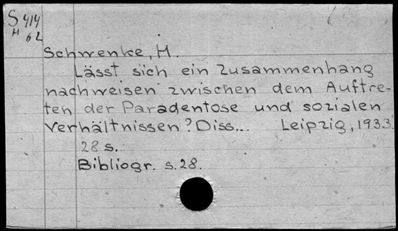 S 414
H 62
Schwenke, H.
Lässt sich ein Zusammenhang
nachweisen zwischen dem Auftre-
ten der Paradentose und sozialen
Verhältnissen? Diss... Leipzig, 1933.
28 s.
Bibliogr. s. 28.